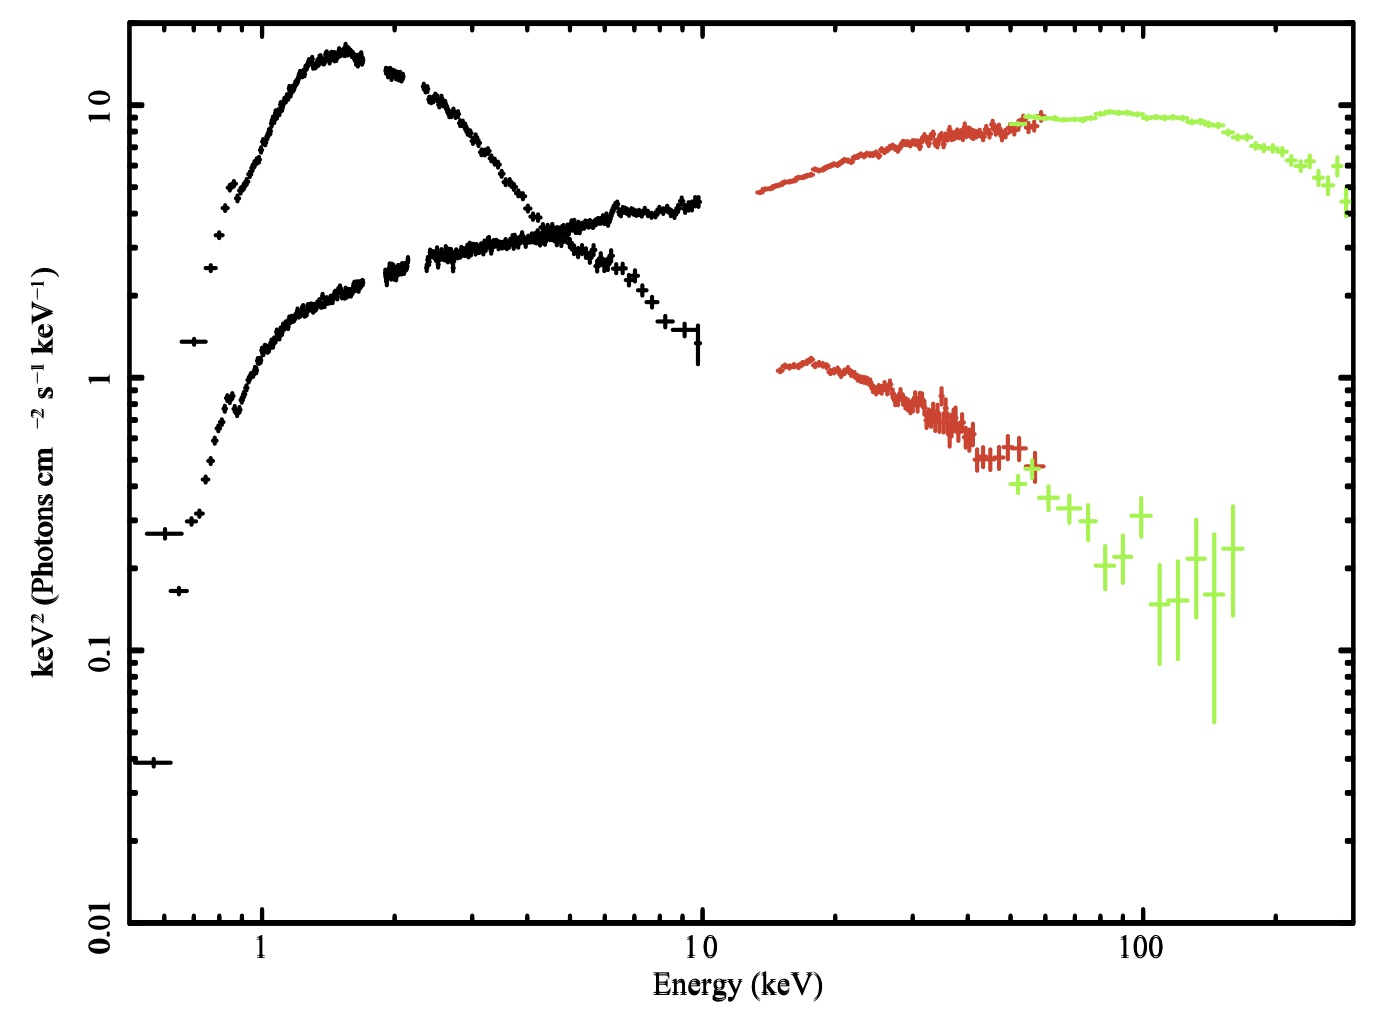 10
1
0.1
0.01
keV² (Photons cm ⁻² s⁻¹ keV⁻¹)
1 10 100
Energy (keV)